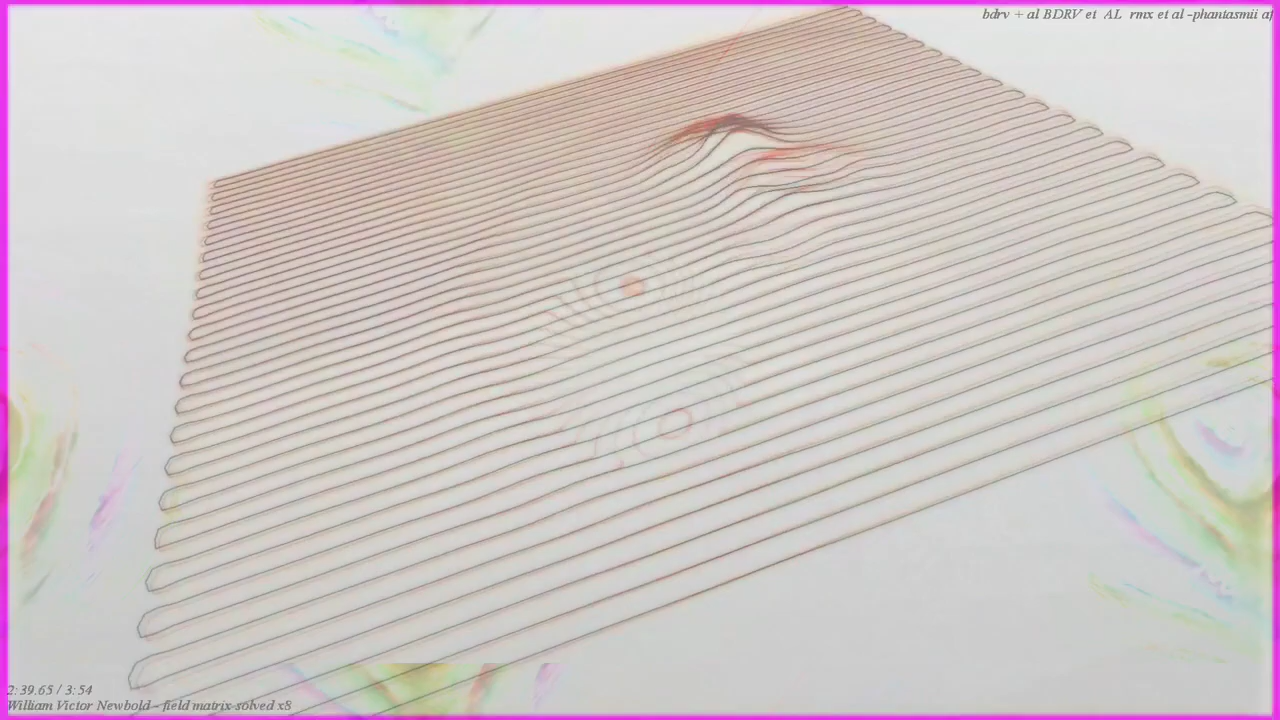 bdrv + al BDRV et AL rmx et al -phantasmii af
2:39.65 / 3:54
William Victor Newbold - field matrix solved x8